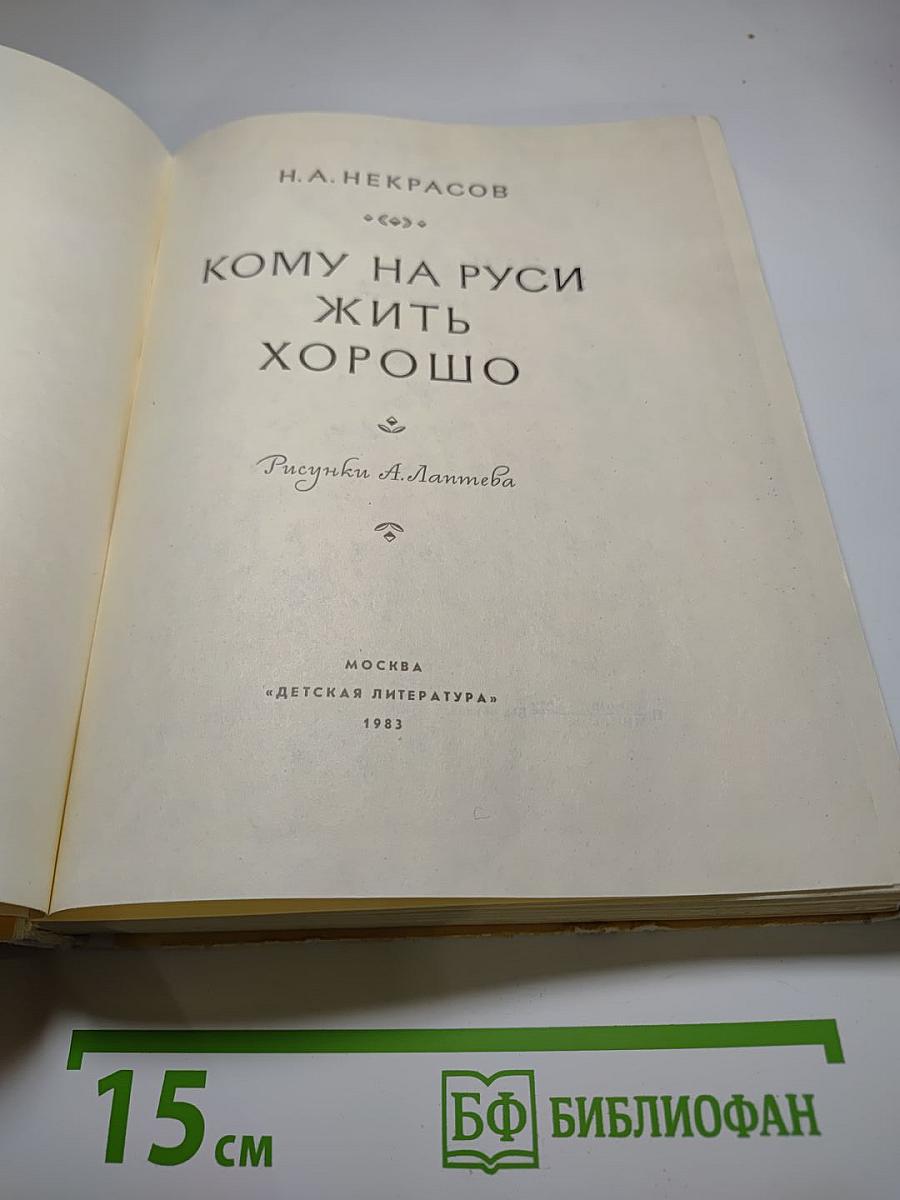 Н. А. НЕКРАСОВ
КОМУ НА РУСИ
ЖИТЬ
ХОРОШО
Рисунки А. Лаптева
МОСКВА
«ДЕТСКАЯ ЛИТЕРАТУРА»
1983
15 см
БФ БИБЛИОФАН